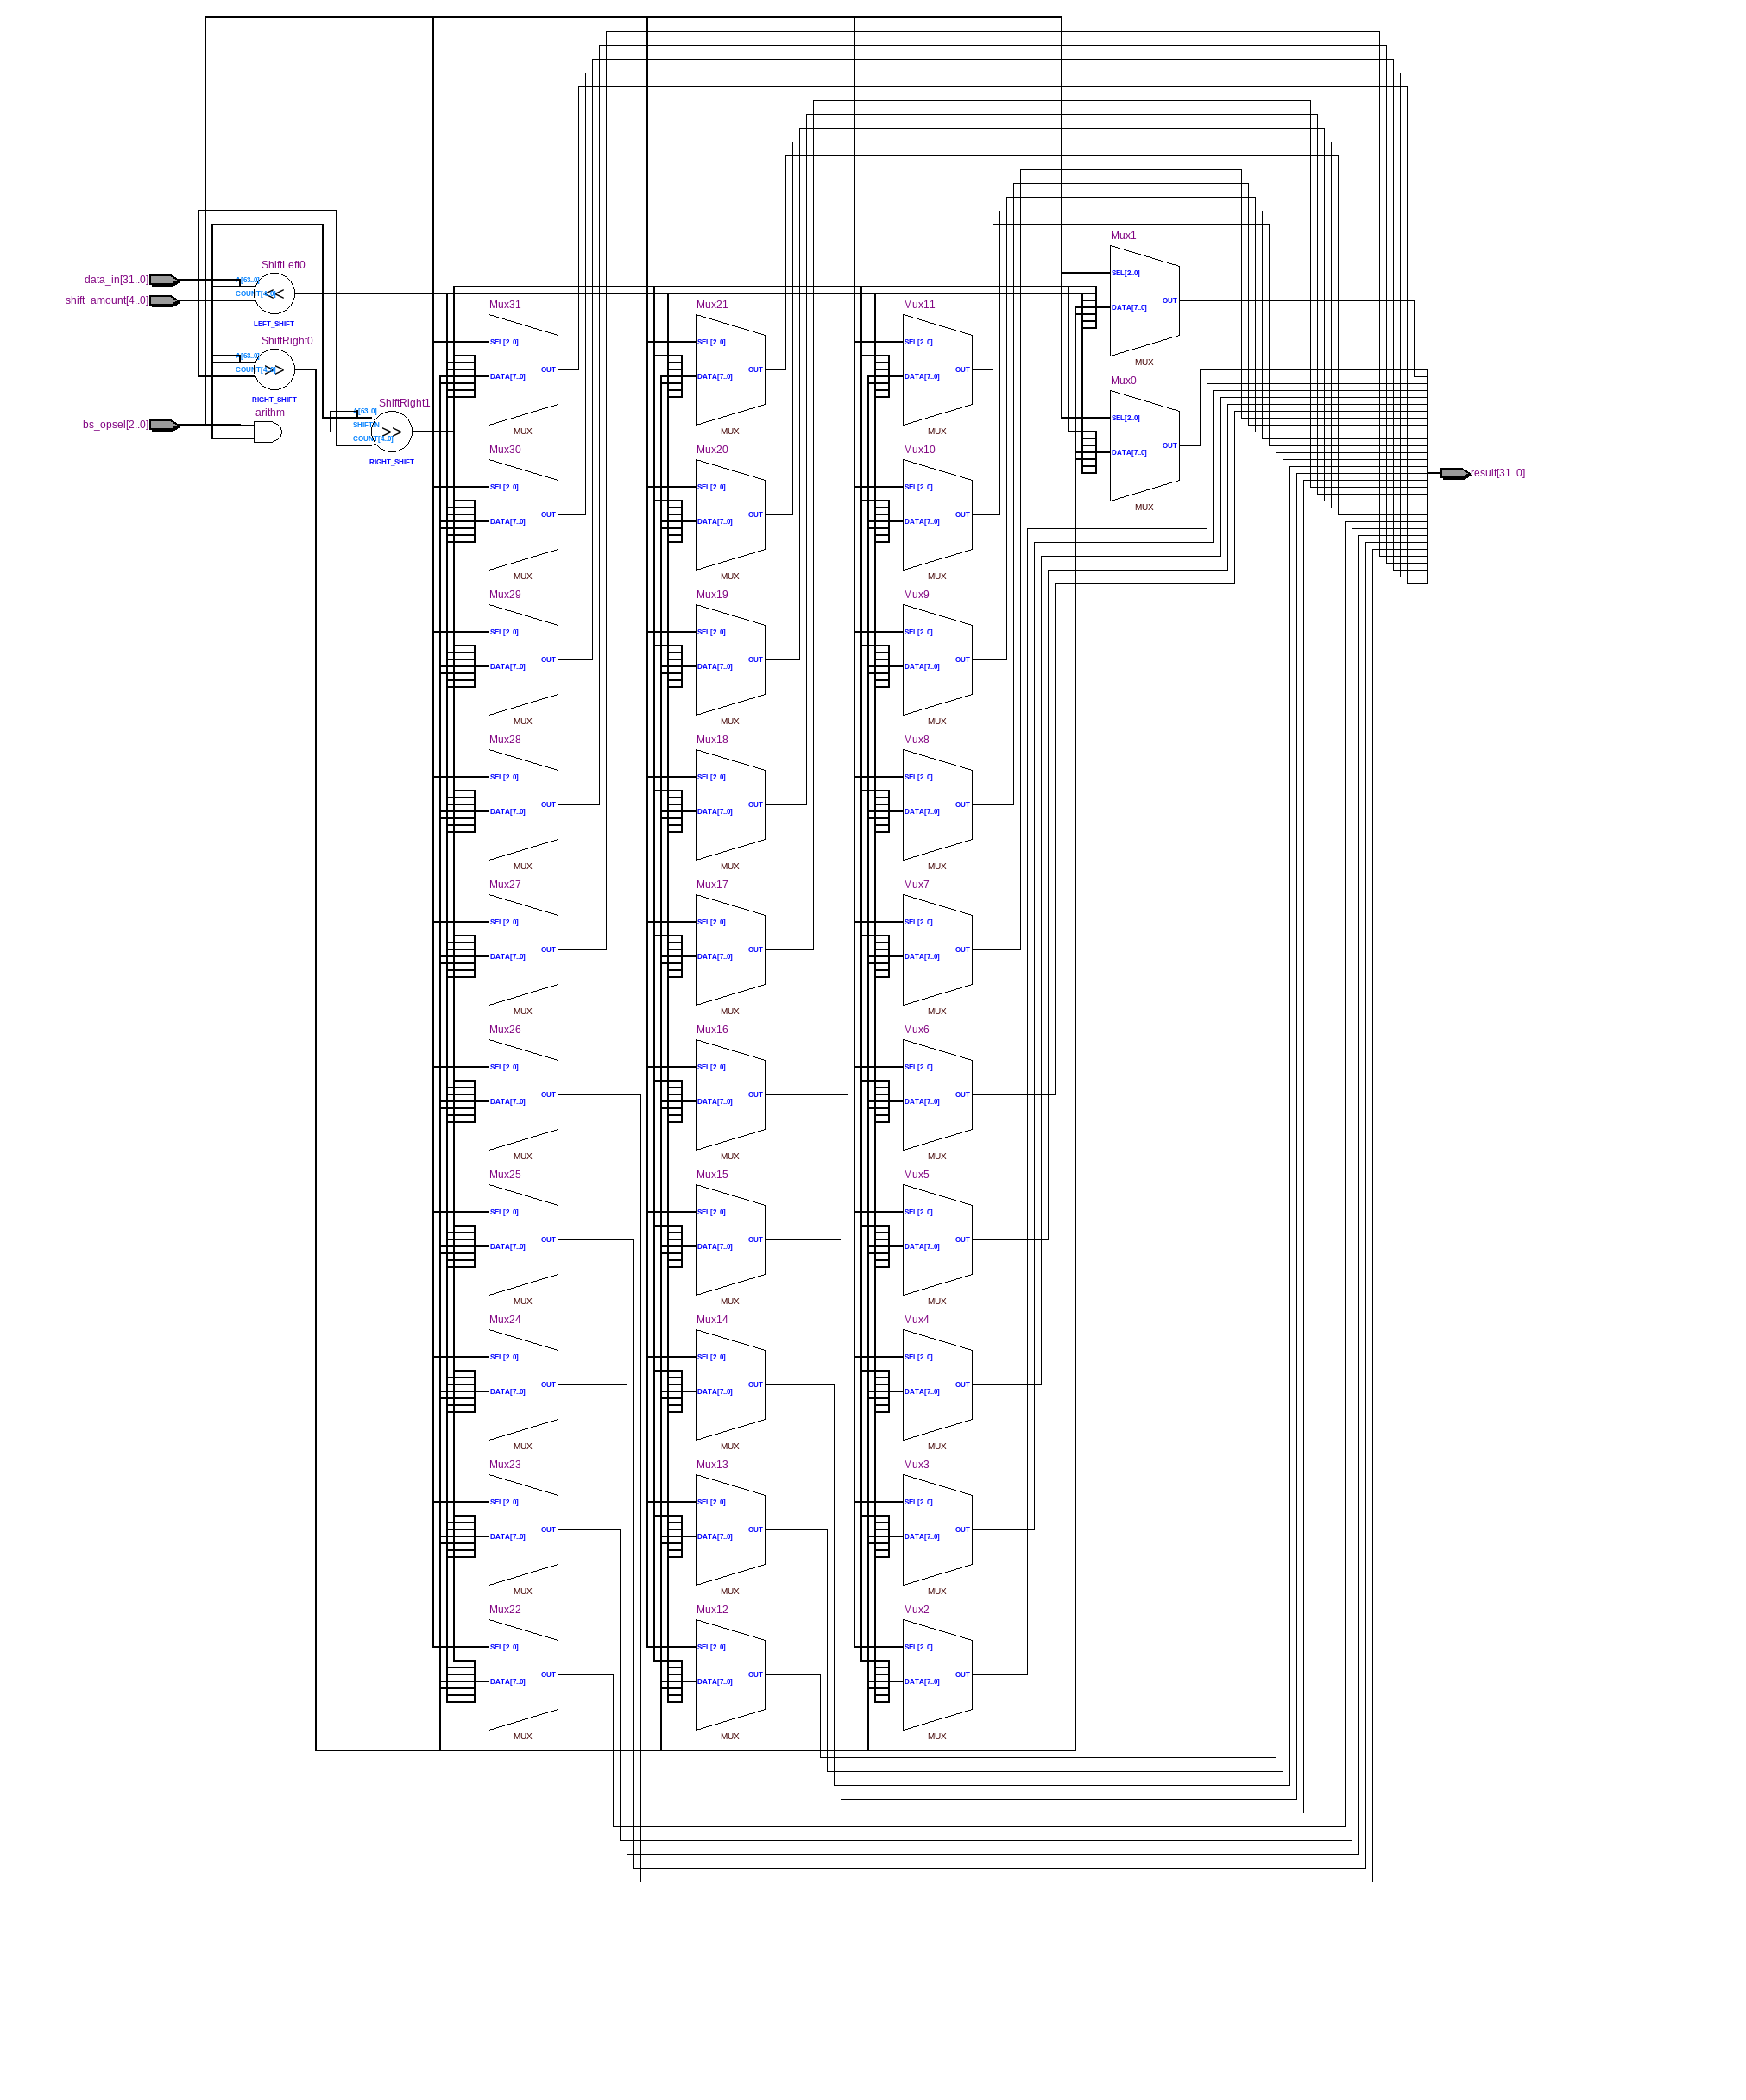 data_in[31..0]
shift_amount[4..0]
bs_opsel[2..0]
ShiftLeft0
A[63..0]
COUNT[4..0]
<<
LEFT_SHIFT
ShiftRight0
A[63..0]
COUNT[4..0]
>>
RIGHT_SHIFT
arithm
ShiftRight1
A[63..0]
SHIFTIN
COUNT[4..0]
>>
RIGHT_SHIFT
Mux31
SEL[2..0]
DATA[7..0]
OUT
MUX
Mux30
SEL[2..0]
DATA[7..0]
OUT
MUX
Mux29
SEL[2..0]
DATA[7..0]
OUT
MUX
Mux28
SEL[2..0]
DATA[7..0]
OUT
MUX
Mux27
SEL[2..0]
DATA[7..0]
OUT
MUX
Mux26
SEL[2..0]
DATA[7..0]
OUT
MUX
Mux25
SEL[2..0]
DATA[7..0]
OUT
MUX
Mux24
SEL[2..0]
DATA[7..0]
OUT
MUX
Mux23
SEL[2..0]
DATA[7..0]
OUT
MUX
Mux22
SEL[2..0]
DATA[7..0]
OUT
MUX
Mux21
SEL[2..0]
DATA[7..0]
OUT
MUX
Mux20
SEL[2..0]
DATA[7..0]
OUT
MUX
Mux19
SEL[2..0]
DATA[7..0]
OUT
MUX
Mux18
SEL[2..0]
DATA[7..0]
OUT
MUX
Mux17
SEL[2..0]
DATA[7..0]
OUT
MUX
Mux16
SEL[2..0]
DATA[7..0]
OUT
MUX
Mux15
SEL[2..0]
DATA[7..0]
OUT
MUX
Mux14
SEL[2..0]
DATA[7..0]
OUT
MUX
Mux13
SEL[2..0]
DATA[7..0]
OUT
MUX
Mux12
SEL[2..0]
DATA[7..0]
OUT
MUX
Mux11
SEL[2..0]
DATA[7..0]
OUT
MUX
Mux10
SEL[2..0]
DATA[7..0]
OUT
MUX
Mux9
SEL[2..0]
DATA[7..0]
OUT
MUX
Mux8
SEL[2..0]
DATA[7..0]
OUT
MUX
Mux7
SEL[2..0]
DATA[7..0]
OUT
MUX
Mux6
SEL[2..0]
DATA[7..0]
OUT
MUX
Mux5
SEL[2..0]
DATA[7..0]
OUT
MUX
Mux4
SEL[2..0]
DATA[7..0]
OUT
MUX
Mux3
SEL[2..0]
DATA[7..0]
OUT
MUX
Mux2
SEL[2..0]
DATA[7..0]
OUT
MUX
Mux1
SEL[2..0]
DATA[7..0]
OUT
MUX
Mux0
SEL[2..0]
DATA[7..0]
OUT
MUX
result[31..0]